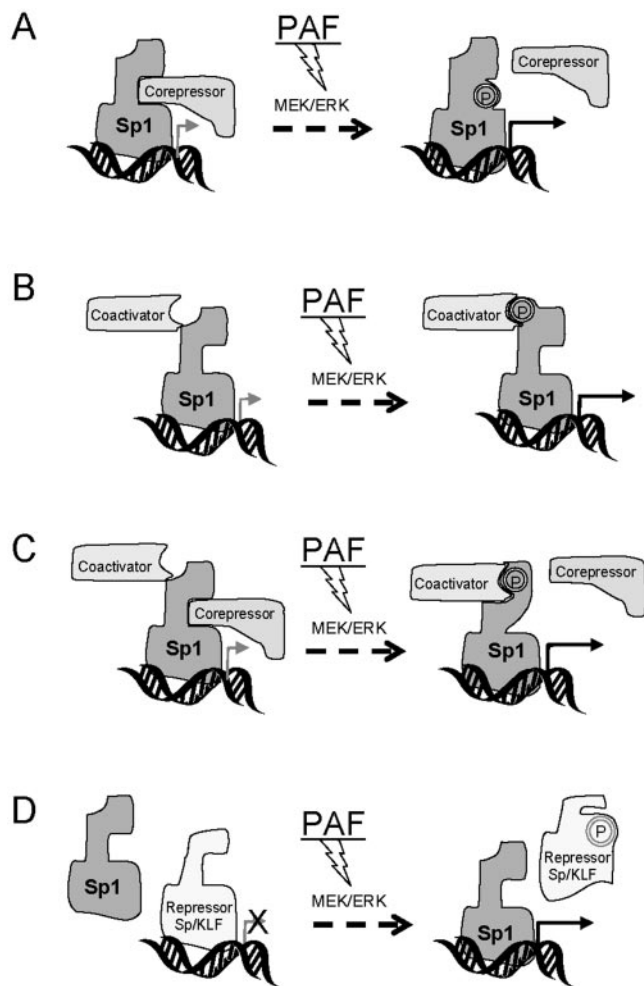 A
PAF
Corepressor
Corepressor
MEK/ERK
P
Sp1
Sp1
B
PAF
Coactivator
Coactivator
P
MEK/ERK
Sp1
Sp1
C
PAF
Coactivator
Coactivator
P
Corepressor
Corepressor
MEK/ERK
Sp1
Sp1
D
PAF
P
Repressor
Sp/KLF
Sp1
Repressor
Sp/KLF
X
MEK/ERK
Sp1